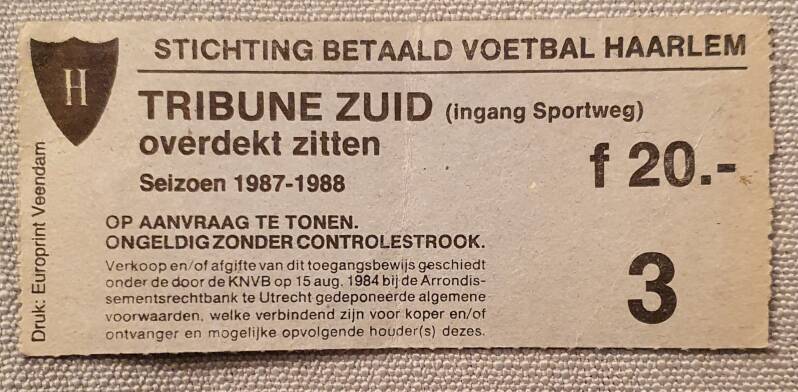 H
STICHTING BETAALD VOETBAL HAARLEM
TRIBUNE ZUID (ingang Sportweg)
overdekt zitten
Seizoen 1987-1988
f 20.-
OP AANVRAAG TE TONEN.
ONGELDIG ZONDER CONTROLESTROOK.
Verkoop en/of afgifte van dit toegangsbewijs geschiedt
onder de door de KNVB op 15 aug. 1984 bij de Arrondis-
sementsrechtbank te Utrecht gedeponeerde algemene
voorwaarden, welke verbindend zijn voor koper en/of
ontvanger en mogelijke opvolgende houder(s) dezes.
3
Druk: Europrint Veendam